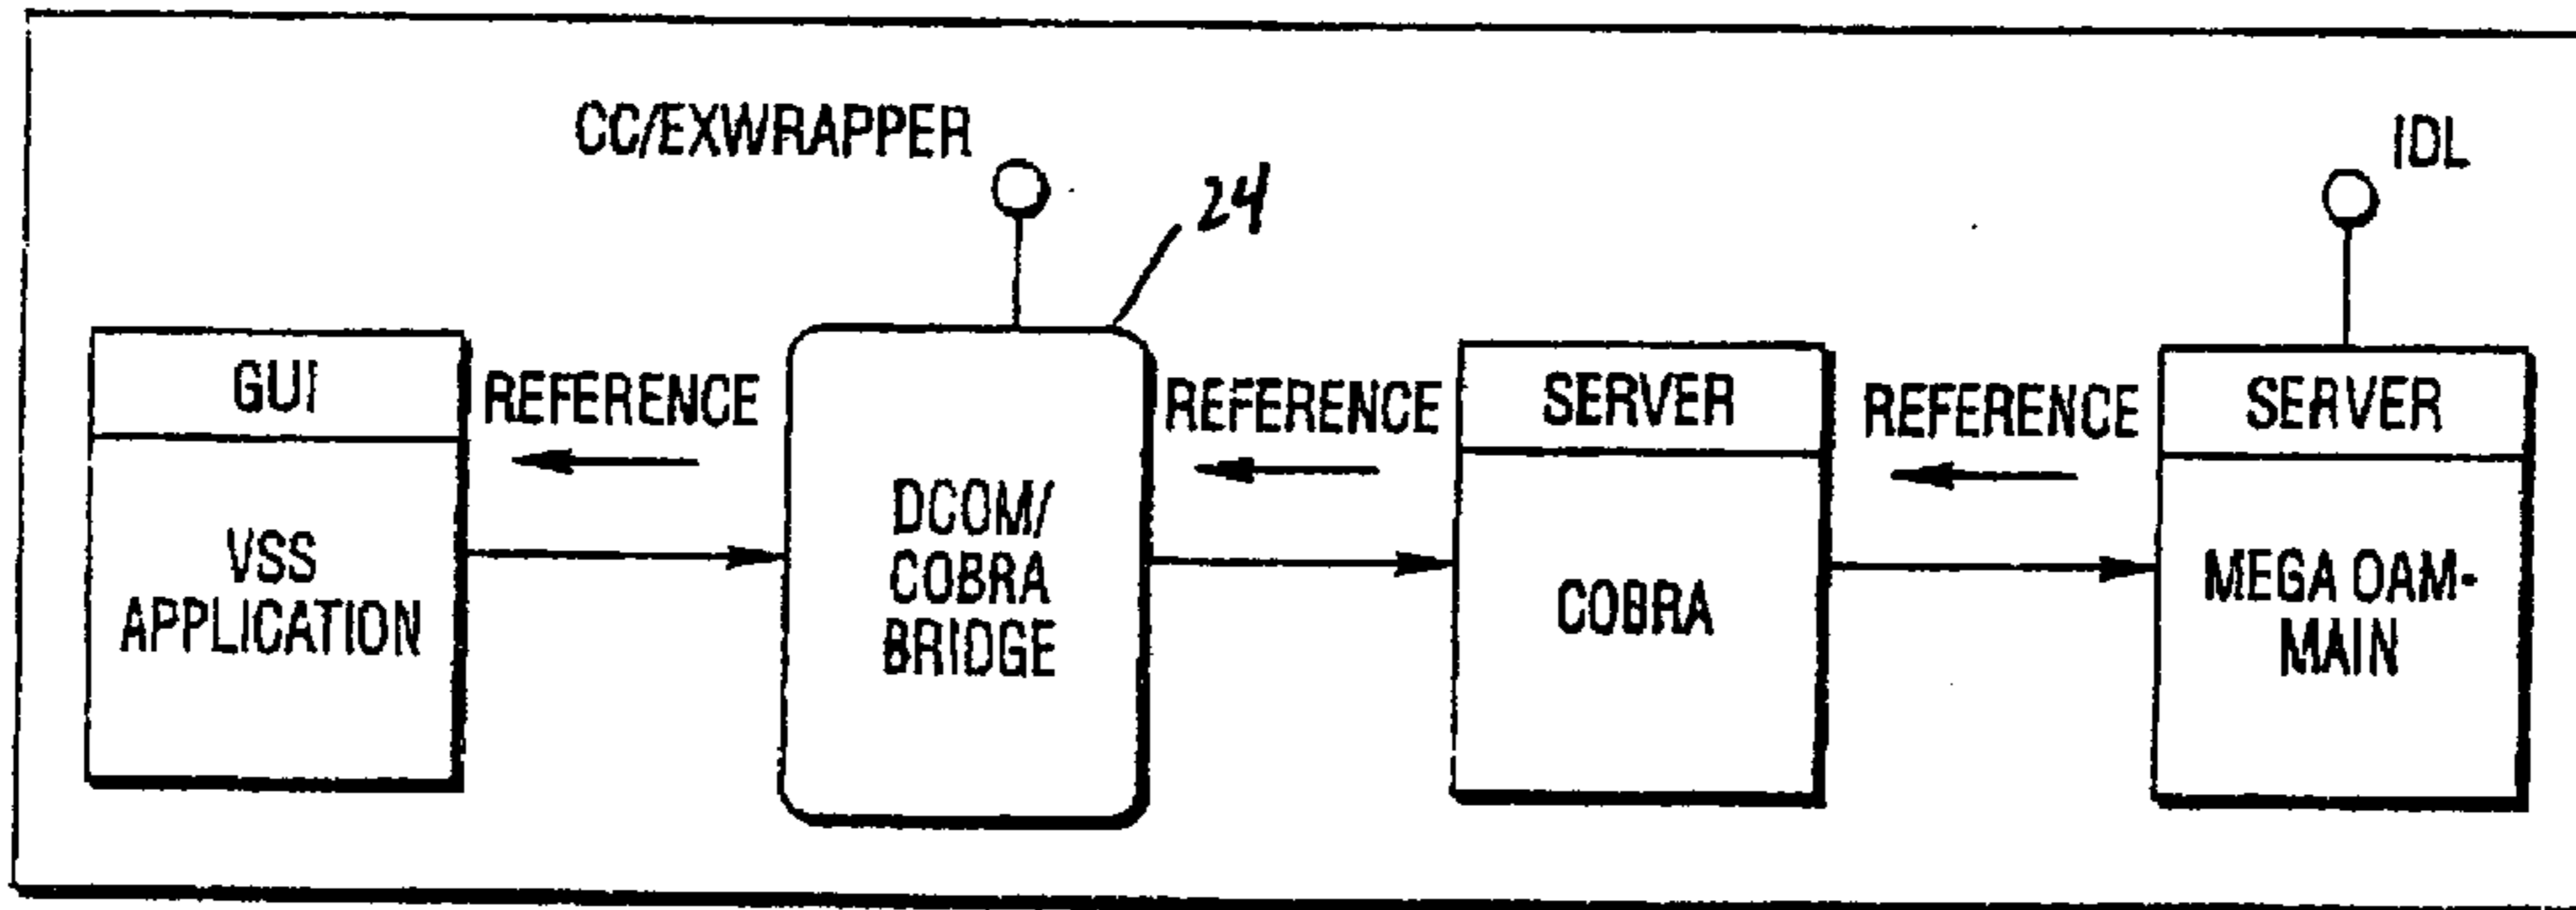 CC/EXWRAPPER
24
IDL
GUI
VSS
APPLICATION
REFERENCE
DCOM/
COBRA
BRIDGE
REFERENCE
SERVER
COBRA
REFERENCE
SERVER
MEGA OAM-
MAIN